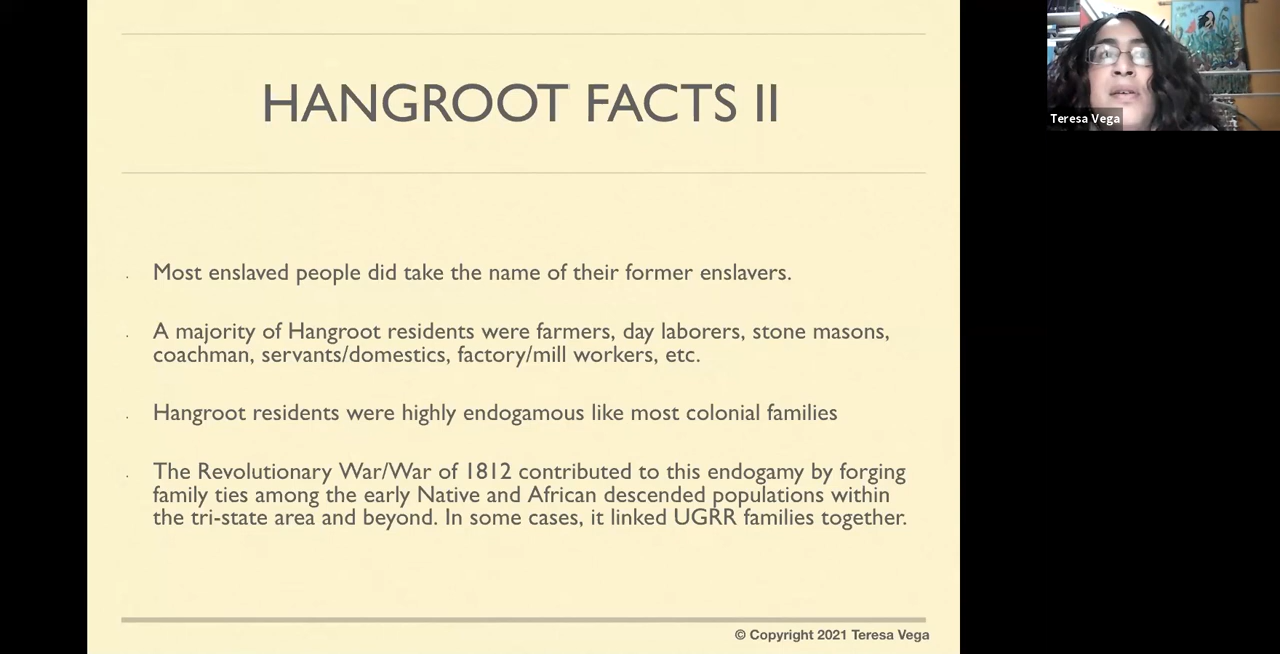 HANGROOT FACTS II
Teresa Vega
· Most enslaved people did take the name of their former enslavers.
· A majority of Hangroot residents were farmers, day laborers, stone masons,
coachman, servants/domestics, factory/mill workers, etc.
· Hangroot residents were highly endogamous like most colonial families
· The Revolutionary War/War of 1812 contributed to this endogamy by forging
family ties among the early Native and African descended populations within
the tri-state area and beyond. In some cases, it linked UGRR families together.
© Copyright 2021 Teresa Vega